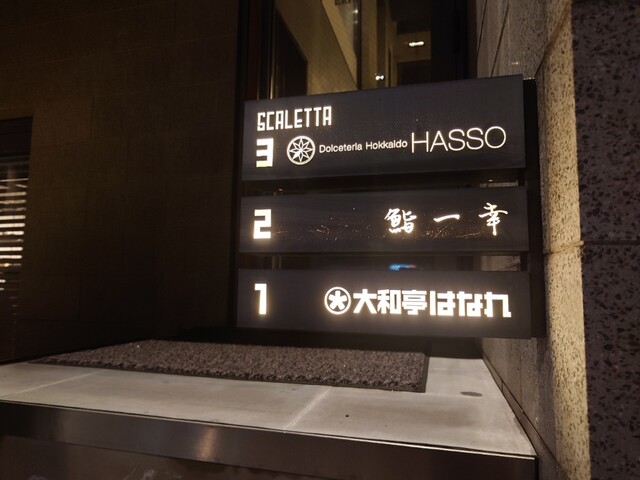 SCALETTA
3 Dolceteria Hokkaido HASSO
2 鮨 一 幸
1 大和亭はなれ